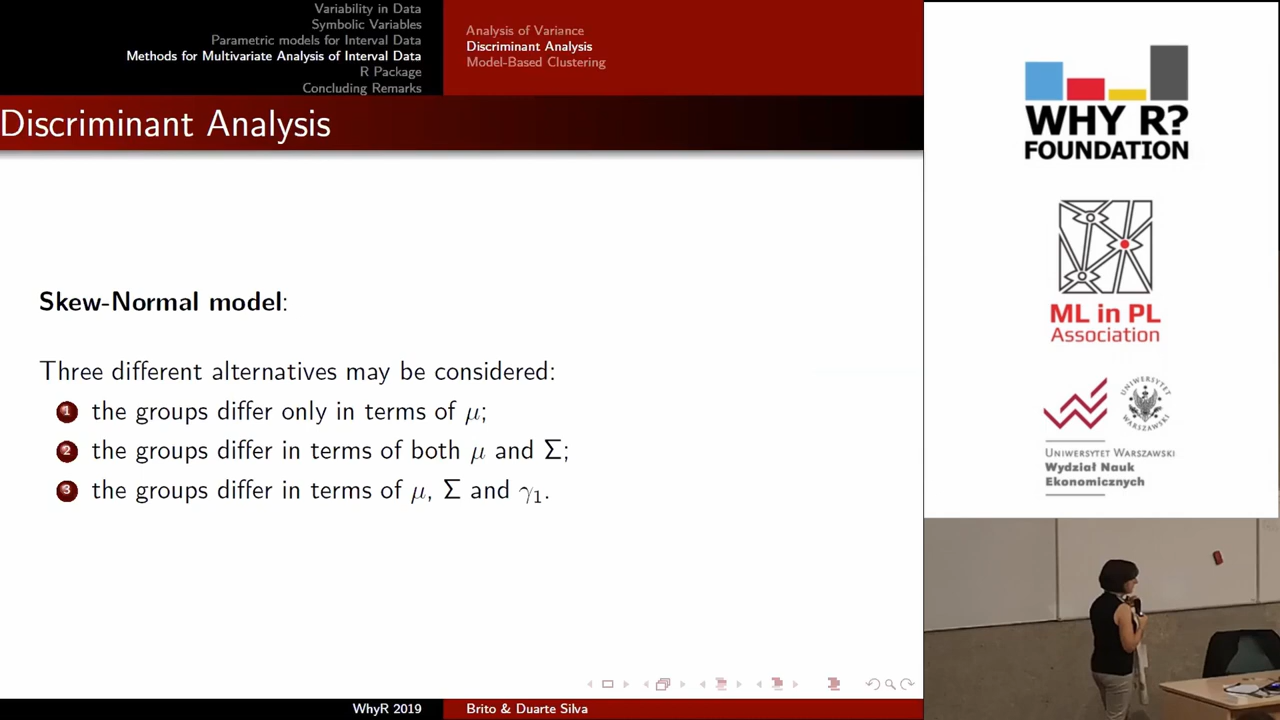 Variability in Data
Symbolic Variables
Parametric models for Interval Data
Methods for Multivariate Analysis of Interval Data
R Package
Concluding Remarks
Analysis of Variance
Discriminant Analysis
Model-Based Clustering
Discriminant Analysis
Skew-Normal model:
Three different alternatives may be considered:
1 the groups differ only in terms of μ;
2 the groups differ in terms of both μ and Σ;
3 the groups differ in terms of μ, Σ and γ₁.
WhyR 2019
Brito & Duarte Silva
WHY R?
FOUNDATION
ML in PL
Association
UNIWERSYTET WARSZAWSKI
UNIWERSYTET WARSZAWSKI
Wydział Nauk
Ekonomicznych